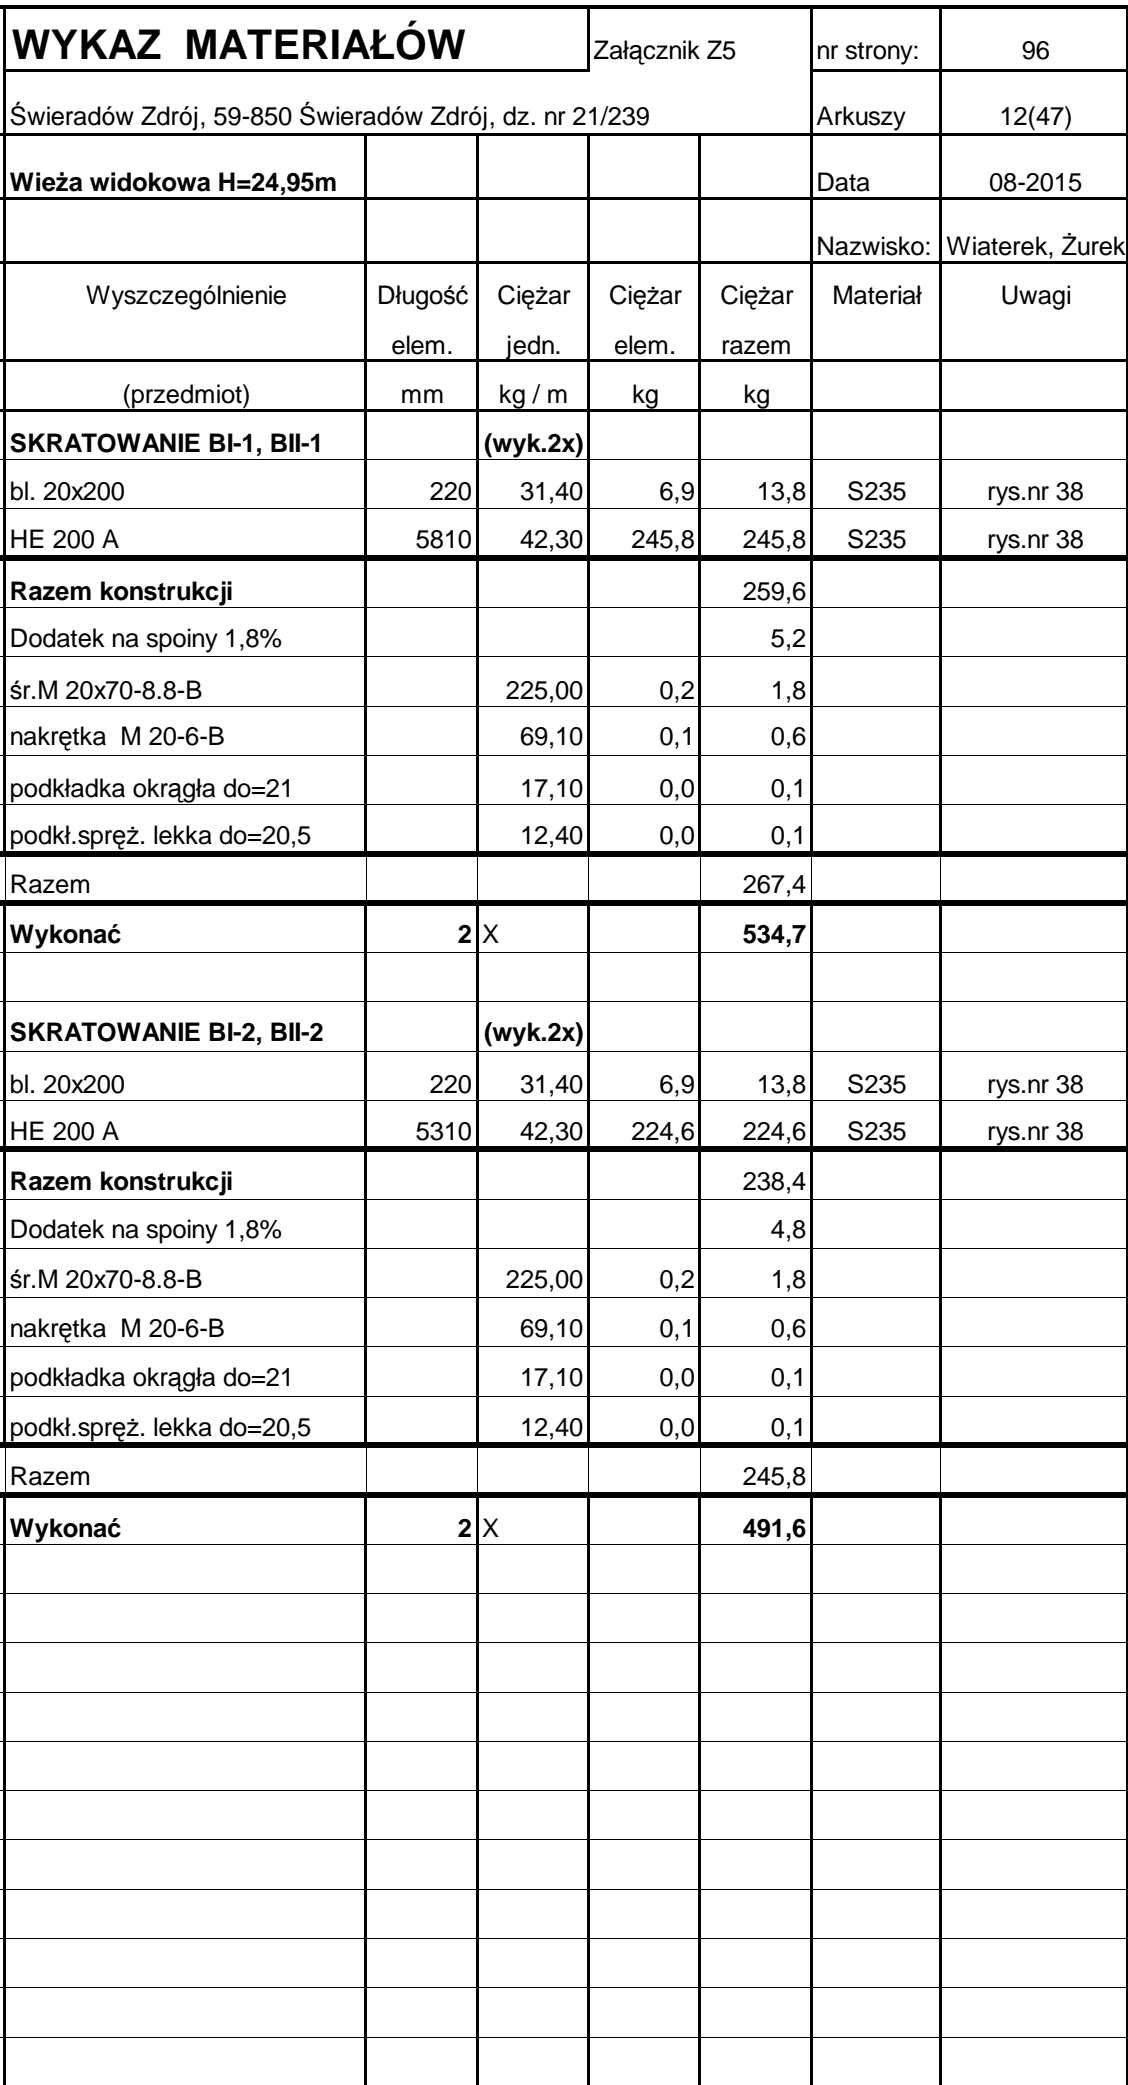 WYKAZ  MATERIAŁÓW Załącznik Z5 nr strony: 96
Świeradów Zdrój, 59-850 Świeradów Zdrój, dz. nr 21/239 Arkuszy 12(47)
Wieża widokowa H=24,95m Data 08-2015
Nazwisko: Wiaterek, Żurek
Wyszczególnienie Długość Ciężar Ciężar Ciężar Materiał Uwagi
elem. jedn. elem. razem
(przedmiot) mm kg / m kg kg
SKRATOWANIE BI-1, BII-1 (wyk.2x)
bl. 20x200 220 31,40 6,9 13,8 S235 rys.nr 38
HE 200 A 5810 42,30 245,8 245,8 S235 rys.nr 38
Razem konstrukcji 259,6
Dodatek na spoiny 1,8% 5,2
śr.M 20x70-8.8-B 225,00 0,2 1,8
nakrętka  M 20-6-B 69,10 0,1 0,6
podkładka okrągła do=21 17,10 0,0 0,1
podkł.spręż. lekka do=20,5 12,40 0,0 0,1
Razem 267,4
Wykonać 2 X 534,7
SKRATOWANIE BI-2, BII-2 (wyk.2x)
bl. 20x200 220 31,40 6,9 13,8 S235 rys.nr 38
HE 200 A 5310 42,30 224,6 224,6 S235 rys.nr 38
Razem konstrukcji 238,4
Dodatek na spoiny 1,8% 4,8
śr.M 20x70-8.8-B 225,00 0,2 1,8
nakrętka  M 20-6-B 69,10 0,1 0,6
podkładka okrągła do=21 17,10 0,0 0,1
podkł.spręż. lekka do=20,5 12,40 0,0 0,1
Razem 245,8
Wykonać 2 X 491,6